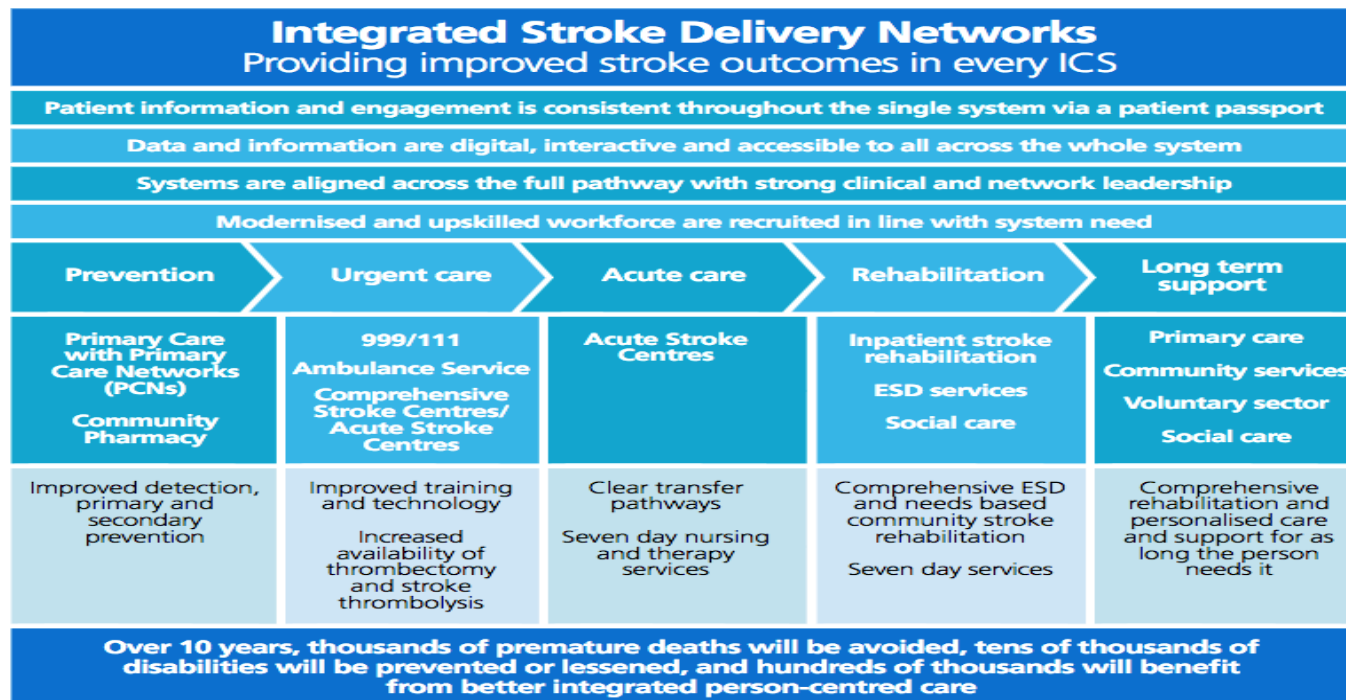 Integrated Stroke Delivery Networks
Providing improved stroke outcomes in every ICS
Patient information and engagement is consistent throughout the single system via a patient passport
Data and information are digital, interactive and accessible to all across the whole system
Systems are aligned across the full pathway with strong clinical and network leadership
Modernised and upskilled workforce are recruited in line with system need
Prevention
Urgent care
Acute care
Rehabilitation
Long term
support
Primary Care
with Primary
Care Networks
(PCNs)
Community
Pharmacy
999/111
Ambulance Service
Comprehensive
Stroke Centres/
Acute Stroke
Centres
Acute Stroke
Centres
Inpatient stroke
rehabilitation
ESD services
Social care
Primary care
Community services
Voluntary sector
Social care
Improved detection,
primary and
secondary
prevention
Improved training
and technology
Increased
availability of
thrombectomy
and stroke
thrombolysis
Clear transfer
pathways
Seven day nursing
and therapy
services
Comprehensive ESD
and needs based
community stroke
rehabilitation
Seven day services
Comprehensive
rehabilitation and
personalised care
and support for as
long the person
needs it
Over 10 years, thousands of premature deaths will be avoided, tens of thousands of
disabilities will be prevented or lessened, and hundreds of thousands will benefit
from better integrated person-centred care